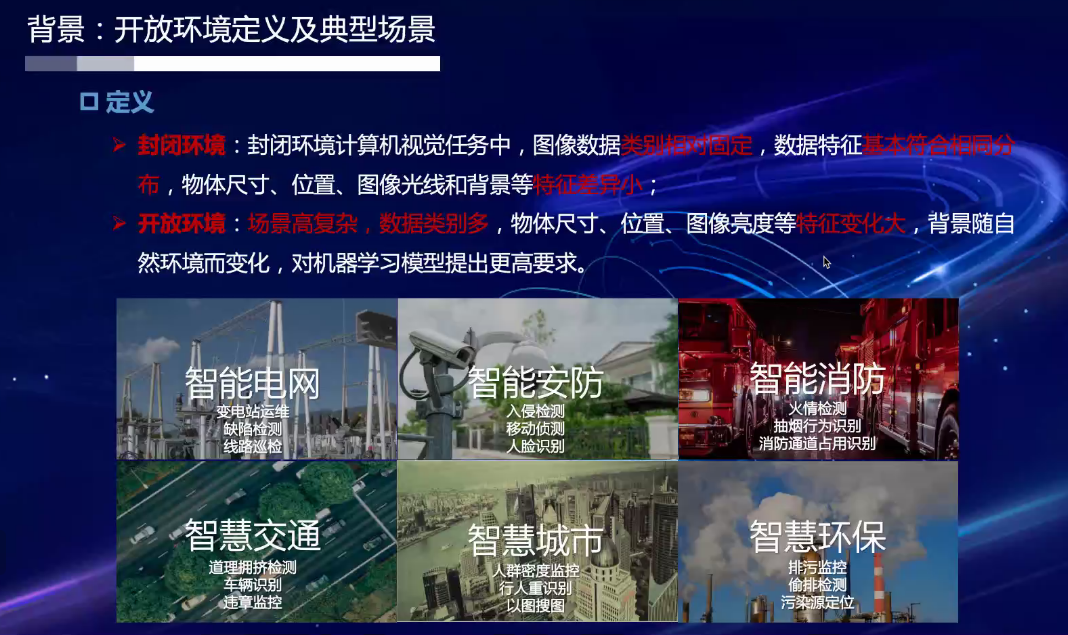 背景：开放环境定义及典型场景
定义
封闭环境：封闭环境计算机视觉任务中，图像数据类别相对固定，数据特征基本符合相同分
布，物体尺寸、位置、图像光线和背景等特征差异小；
开放环境：场景高复杂，数据类别多，物体尺寸、位置、图像亮度等特征变化大，背景随自
然环境而变化，对机器学习模型提出更高要求。
智能电网
变电站运维
缺陷检测
线路巡检
智能安防
入侵检测
移动侦测
人脸识别
智能消防
火情检测
抽烟行为识别
消防通道占用识别
智慧交通
道理拥挤检测
车辆识别
违章监控
智慧城市
人群密度监控
行人重识别
以图搜图
智慧环保
排污监控
偷排检测
污染源定位